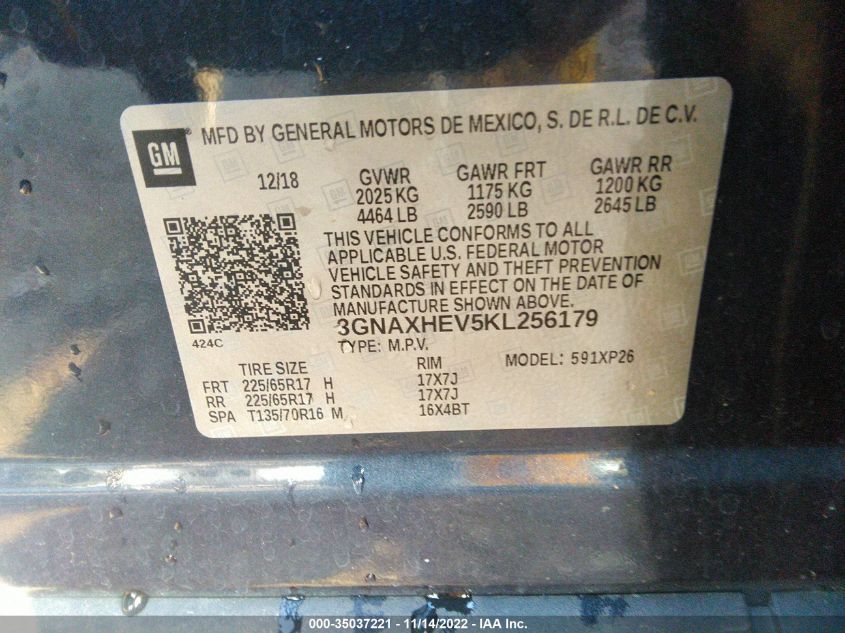 GM ® MFD BY GENERAL MOTORS DE MEXICO, S. DE R.L. DE C.V.
12/18 GVWR GAWR FRT GAWR RR
2025 KG 1175 KG 1200 KG
4464 LB 2590 LB 2645 LB
THIS VEHICLE CONFORMS TO ALL
APPLICABLE U.S. FEDERAL MOTOR
VEHICLE SAFETY AND THEFT PREVENTION
STANDARDS IN EFFECT ON THE DATE OF
MANUFACTURE SHOWN ABOVE.
3GNAXHEV5KL256179
424C TYPE: M.P.V. MODEL: 591XP26
TIRE SIZE RIM
FRT 225/65R17 H 17X7J
RR 225/65R17 H 17X7J
SPA T135/70R16 M 16X4BT
000-35037221 - 11/14/2022 - IAA Inc.